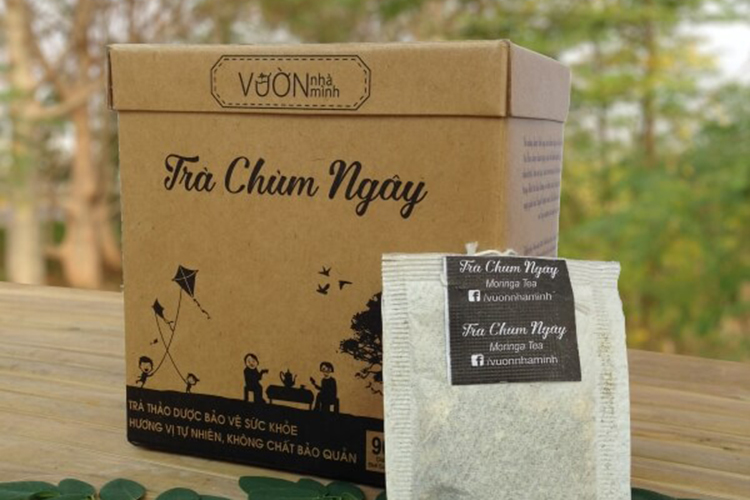 VƯỜN nhà mình
Trà Chùm Ngây
TRÀ THẢO DƯỢC BẢO VỆ SỨC KHỎE
HƯƠNG VỊ TỰ NHIÊN, KHÔNG CHẤT BẢO QUẢN
Trà Chùm Ngây
Moringa Tea
/vuonnhaminh
Trà Chùm Ngây
Moringa Tea
/vuonnhaminh